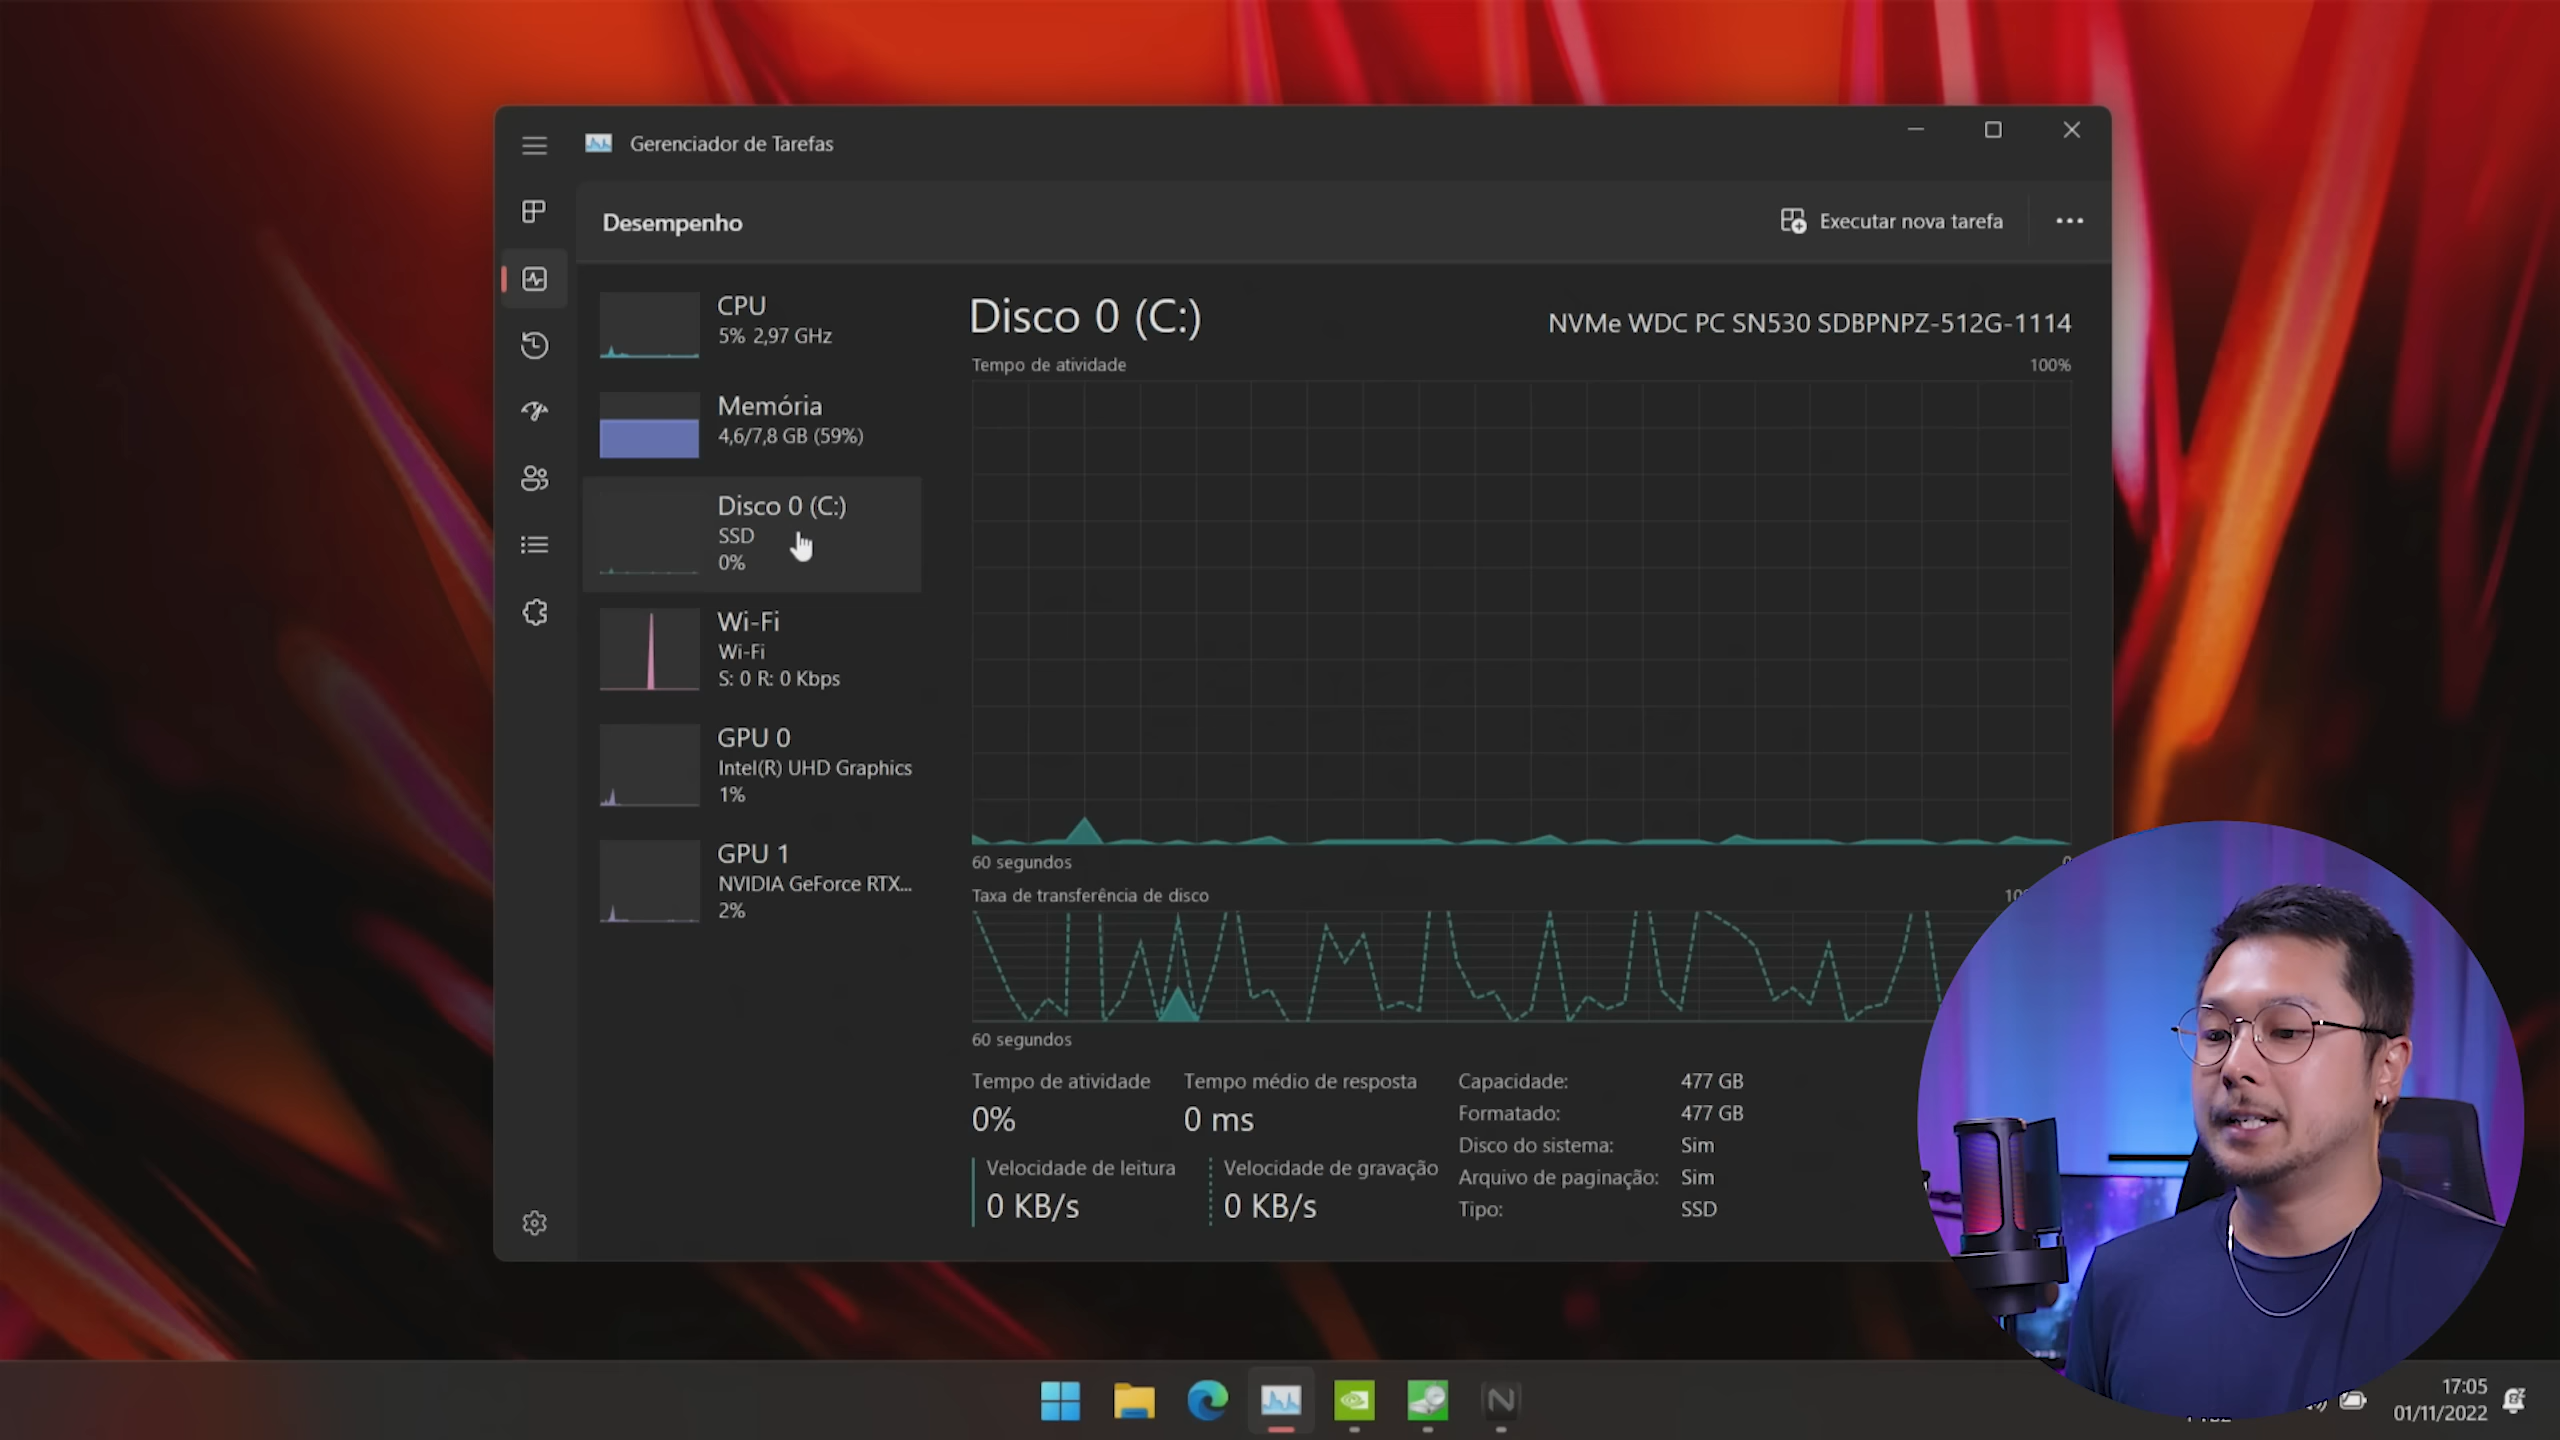 Gerenciador de Tarefas
Desempenho
Executar nova tarefa
CPU
5% 2,97 GHz
Memória
4,6/7,8 GB (59%)
Disco 0 (C:)
SSD
0%
Wi-Fi
Wi-Fi
S: 0 R: 0 Kbps
GPU 0
Intel(R) UHD Graphics
1%
GPU 1
NVIDIA GeForce RTX...
2%
Disco 0 (C:)
NVMe WDC PC SN530 SDBPNPZ-512G-1114
Tempo de atividade
100%
60 segundos
Taxa de transferência de disco
60 segundos
Tempo de atividade
0%
Tempo médio de resposta
0 ms
Velocidade de leitura
0 KB/s
Velocidade de gravação
0 KB/s
Capacidade: 477 GB
Formatado: 477 GB
Disco do sistema: Sim
Arquivo de paginação: Sim
Tipo: SSD
17:05
01/11/2022